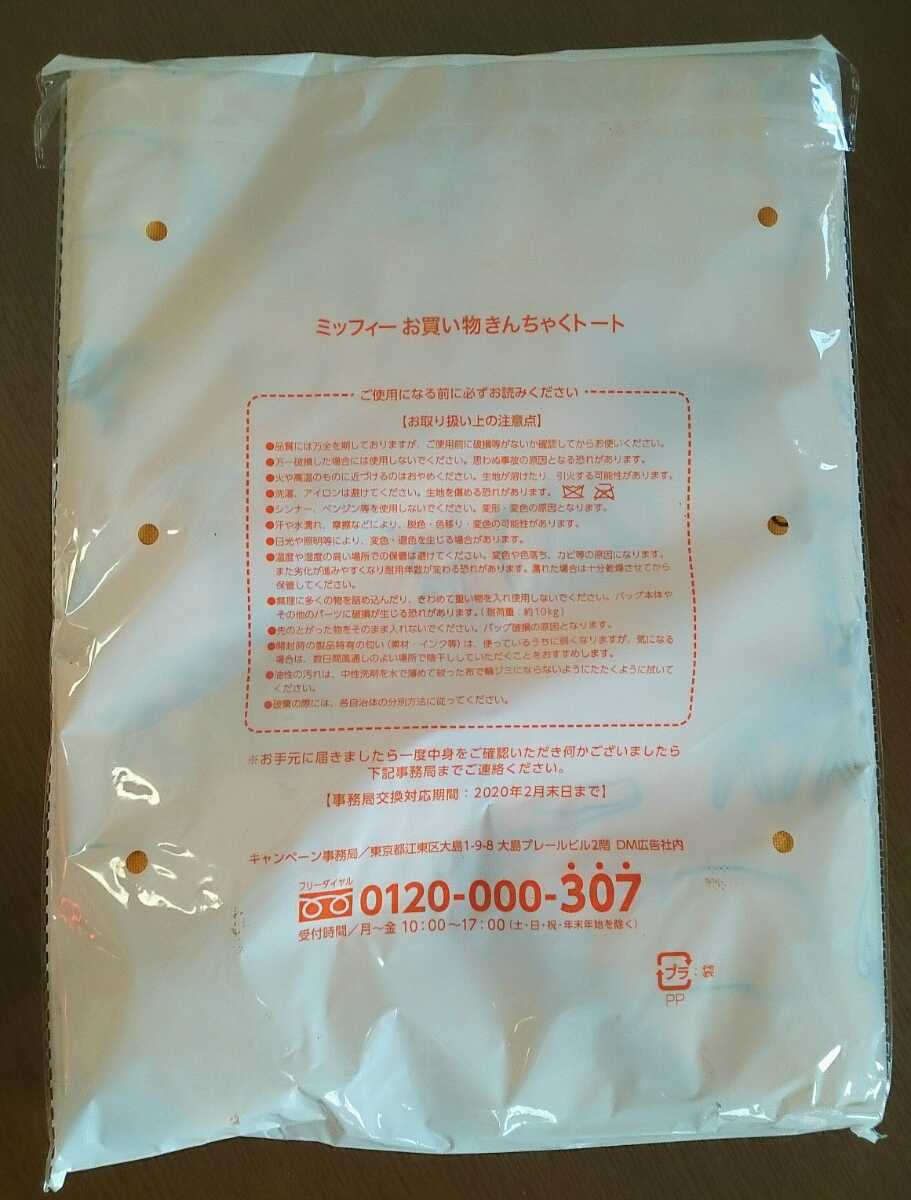 ミッフィー お買い物きんちゃくトート
ご使用になる前に必ずお読みください
【お取り扱い上の注意点】
●品質には万全を期しておりますが、ご使用前に破損等がないか確認してからお使いください。
●万一破損した場合には使用しないでください。思わぬ事故の原因となる恐れがあります。
●火や高温のものに近づけるのはおやめください。生地が溶けたり、引火する可能性があります。
●洗濯、アイロンは避けてください。生地を傷める恐れがあります。
●シンナー、ベンジン等を使用しないでください。変形・変色の原因となります。
●汗や水濡れ、摩擦などにより、脱色・色移り・変色の可能性があります。
●日光や照明等により、変色・退色を生じる場合があります。
●温度や湿度の高い場所での保管は避けてください。変色や色落ち、カビ等の原因になります。
また劣化が進みやすくなり耐用年数が変わる恐れがあります。濡れた場合は十分乾燥させてから
保管してください。
●無理に多くの物を詰め込んだり、きわめて重い物を入れ使用しないでください。バッグ本体や
その他のパーツに破損が生じる恐れがあります。(耐荷重：約10kg)
●先のとがった物をそのまま入れないでください。バッグ破損の原因となります。
●開封時の製品特有の匂い(素材・インク等)は、使っているうちに弱くなりますが、気になる
場合は、数日間風通しのよい場所で陰干ししていただくことをおすすめします。
●油性の汚れは、中性洗剤を水で薄めて絞った布で輪ジミにならないようにたたくように拭いて
ください。
●破棄の際には、各自治体の分別方法に従ってください。
※お手元に届きましたら一度中身をご確認いただき何かございましたら
下記事務局までご連絡ください。
【事務局交換対応期間：2020年2月末日まで】
キャンペーン事務局／東京都江東区大島1-9-8 大島プレールビル2階 DM広告社内
フリーダイヤル
0120-000-307
受付時間／月～金 10:00～17:00(土・日・祝・年末年始を除く)
プラ：袋
PP